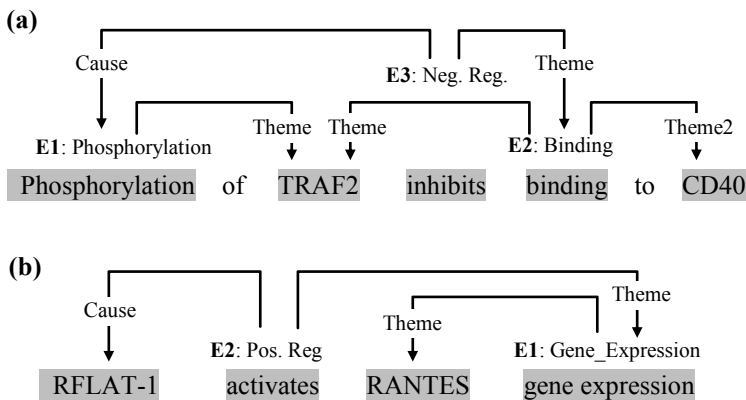 (a)
Cause
E3: Neg. Reg.
Theme
E1: Phosphorylation
Theme
Theme
E2: Binding
Theme2
Phosphorylation of TRAF2 inhibits binding to CD40
(b)
Cause
Theme
Theme
E2: Pos. Reg
E1: Gene_Expression
RFLAT-1 activates RANTES gene expression